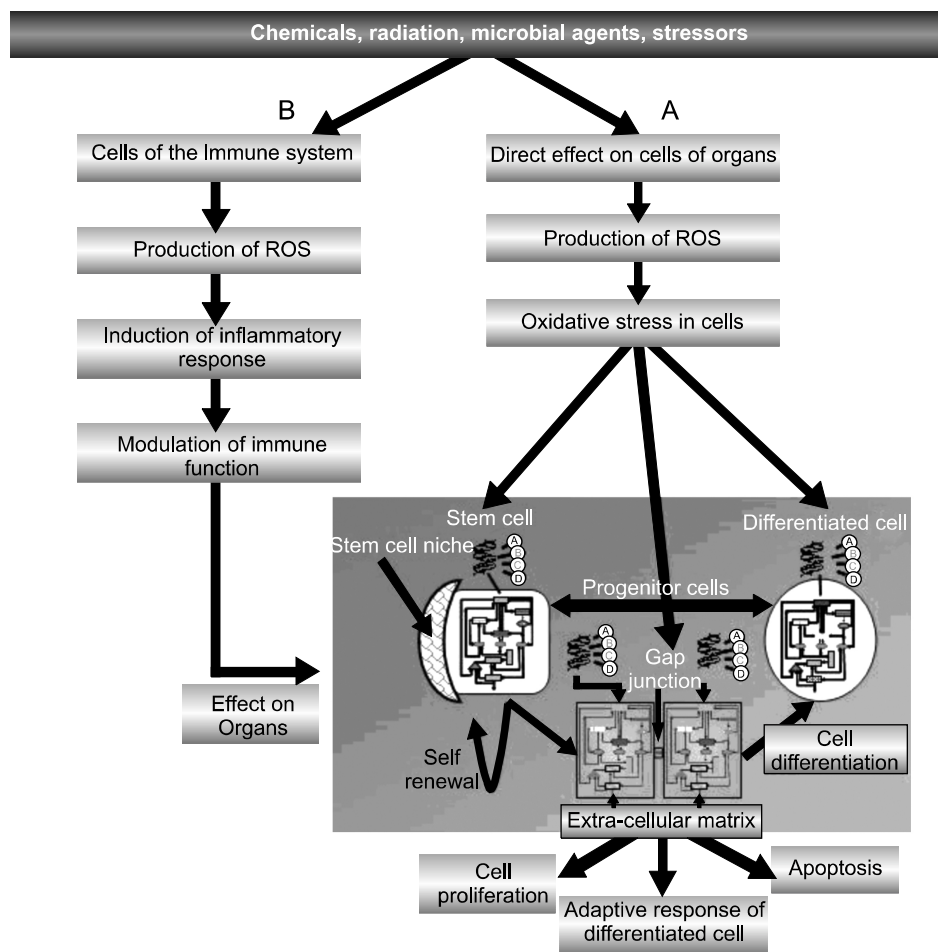 Chemicals, radiation, microbial agents, stressors
B
A
Cells of the Immune system
Direct effect on cells of organs
Production of ROS
Production of ROS
Induction of inflammatory
response
Oxidative stress in cells
Modulation of immune
function
Effect on
Organs
Stem cell
Stem cell niche
Differentiated cell
A
B
C
D
A
B
C
D
Progenitor cells
A
B
C
D
A
B
C
D
Gap
junction
Self
renewal
Cell
differentiation
Extra-cellular matrix
Cell
proliferation
Adaptive response of
differentiated cell
Apoptosis